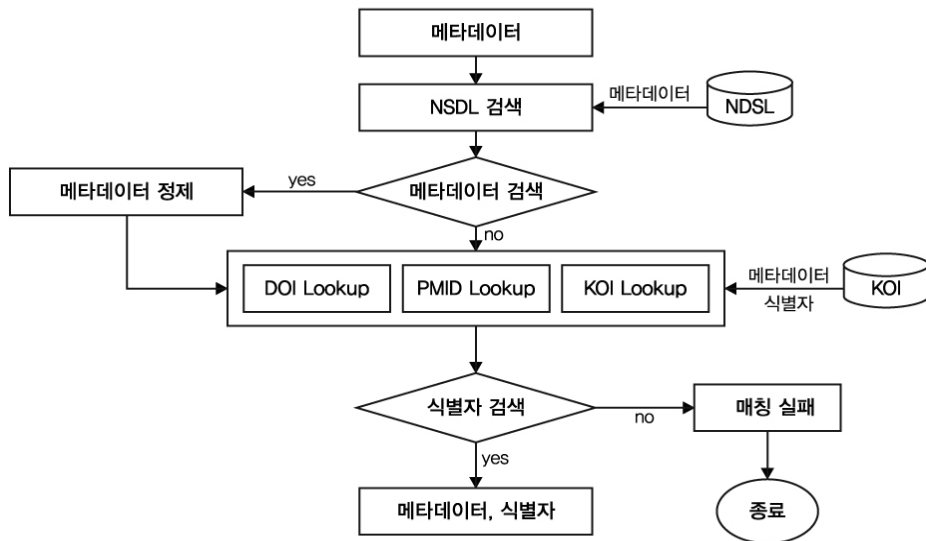 메타데이터
NSDL 검색
메타데이터
NDSL
메타데이터 정제
yes
메타데이터 검색
no
DOI Lookup
PMID Lookup
KOI Lookup
메타데이터
식별자
KOI
식별자 검색
no
매칭 실패
yes
메타데이터, 식별자
종료